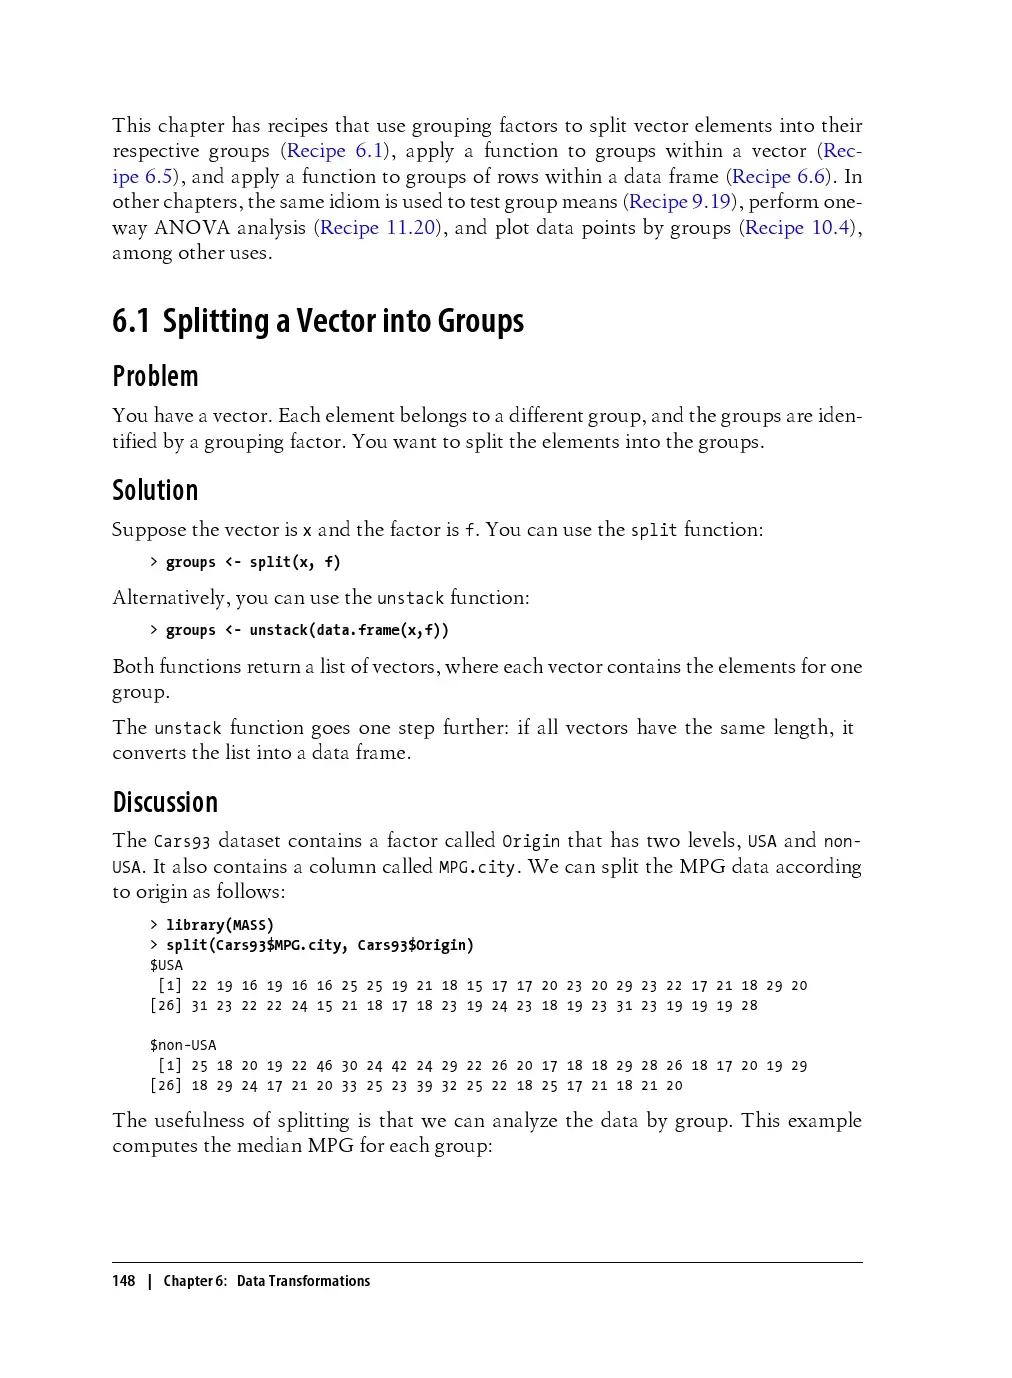 This chapter has recipes that use grouping factors to split vector elements into their
respective groups (Recipe 6.1), apply a function to groups within a vector (Rec-
ipe 6.5), and apply a function to groups of rows within a data frame (Recipe 6.6). In
other chapters, the same idiom is used to test group means (Recipe 9.19), perform one-
way ANOVA analysis (Recipe 11.20), and plot data points by groups (Recipe 10.4),
among other uses.
6.1 Splitting a Vector into Groups
Problem
You have a vector. Each element belongs to a different group, and the groups are iden-
tified by a grouping factor. You want to split the elements into the groups.
Solution
Suppose the vector is x and the factor is f. You can use the split function:
> groups <- split(x, f)
Alternatively, you can use the unstack function:
> groups <- unstack(data.frame(x,f))
Both functions return a list of vectors, where each vector contains the elements for one
group.
The unstack function goes one step further: if all vectors have the same length, it
converts the list into a data frame.
Discussion
The Cars93 dataset contains a factor called Origin that has two levels, USA and non-
USA. It also contains a column called MPG.city. We can split the MPG data according
to origin as follows:
> library(MASS)
> split(Cars93$MPG.city, Cars93$Origin)
$USA
[1] 22 19 16 19 16 16 25 25 19 21 18 15 17 17 20 23 20 29 23 22 17 21 18 29 20
[26] 31 23 22 22 24 15 21 18 17 18 23 19 24 23 18 19 23 31 23 19 19 19 28
$non-USA
[1] 25 18 20 19 22 46 30 24 42 24 29 22 26 20 17 18 18 29 28 26 18 17 20 19 29
[26] 18 29 24 17 21 20 33 25 23 39 32 25 22 18 25 17 21 18 21 20
The usefulness of splitting is that we can analyze the data by group. This example
computes the median MPG for each group:
148 | Chapter 6: Data Transformations